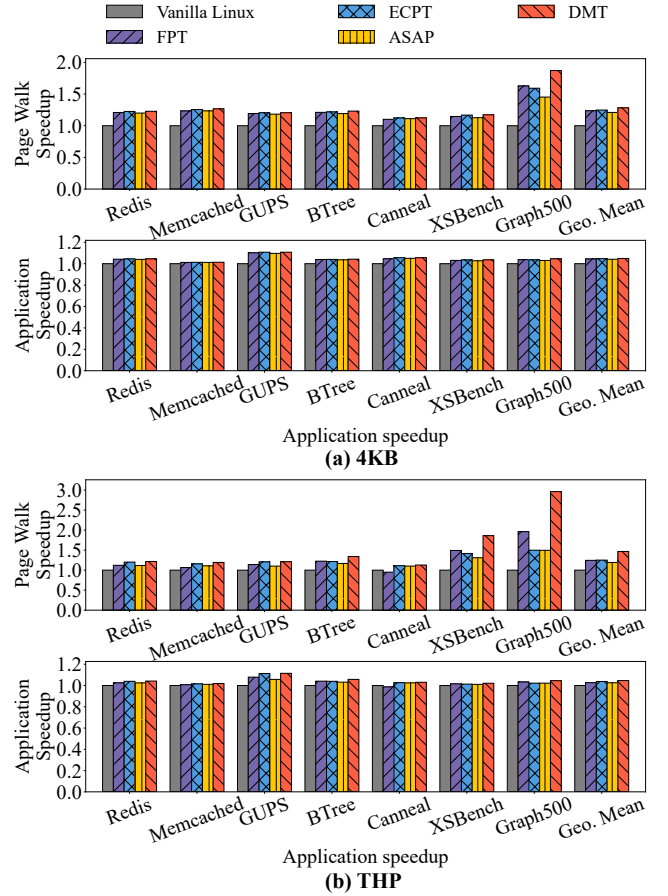 Vanilla Linux ECPT DMT
FPT ASAP
Page Walk
Speedup
2.0
1.5
1.0
0.5
0.0
Redis Memcached GUPS BTree Canneal XSBench Graph500 Geo. Mean
Application
Speedup
1.2
1.0
0.8
0.6
0.4
0.2
0.0
Redis Memcached GUPS BTree Canneal XSBench Graph500 Geo. Mean
Application speedup
(a) 4KB
Page Walk
Speedup
3.0
2.5
2.0
1.5
1.0
0.5
0.0
Redis Memcached GUPS BTree Canneal XSBench Graph500 Geo. Mean
Application
Speedup
1.2
1.0
0.8
0.6
0.4
0.2
0.0
Redis Memcached GUPS BTree Canneal XSBench Graph500 Geo. Mean
Application speedup
(b) THP